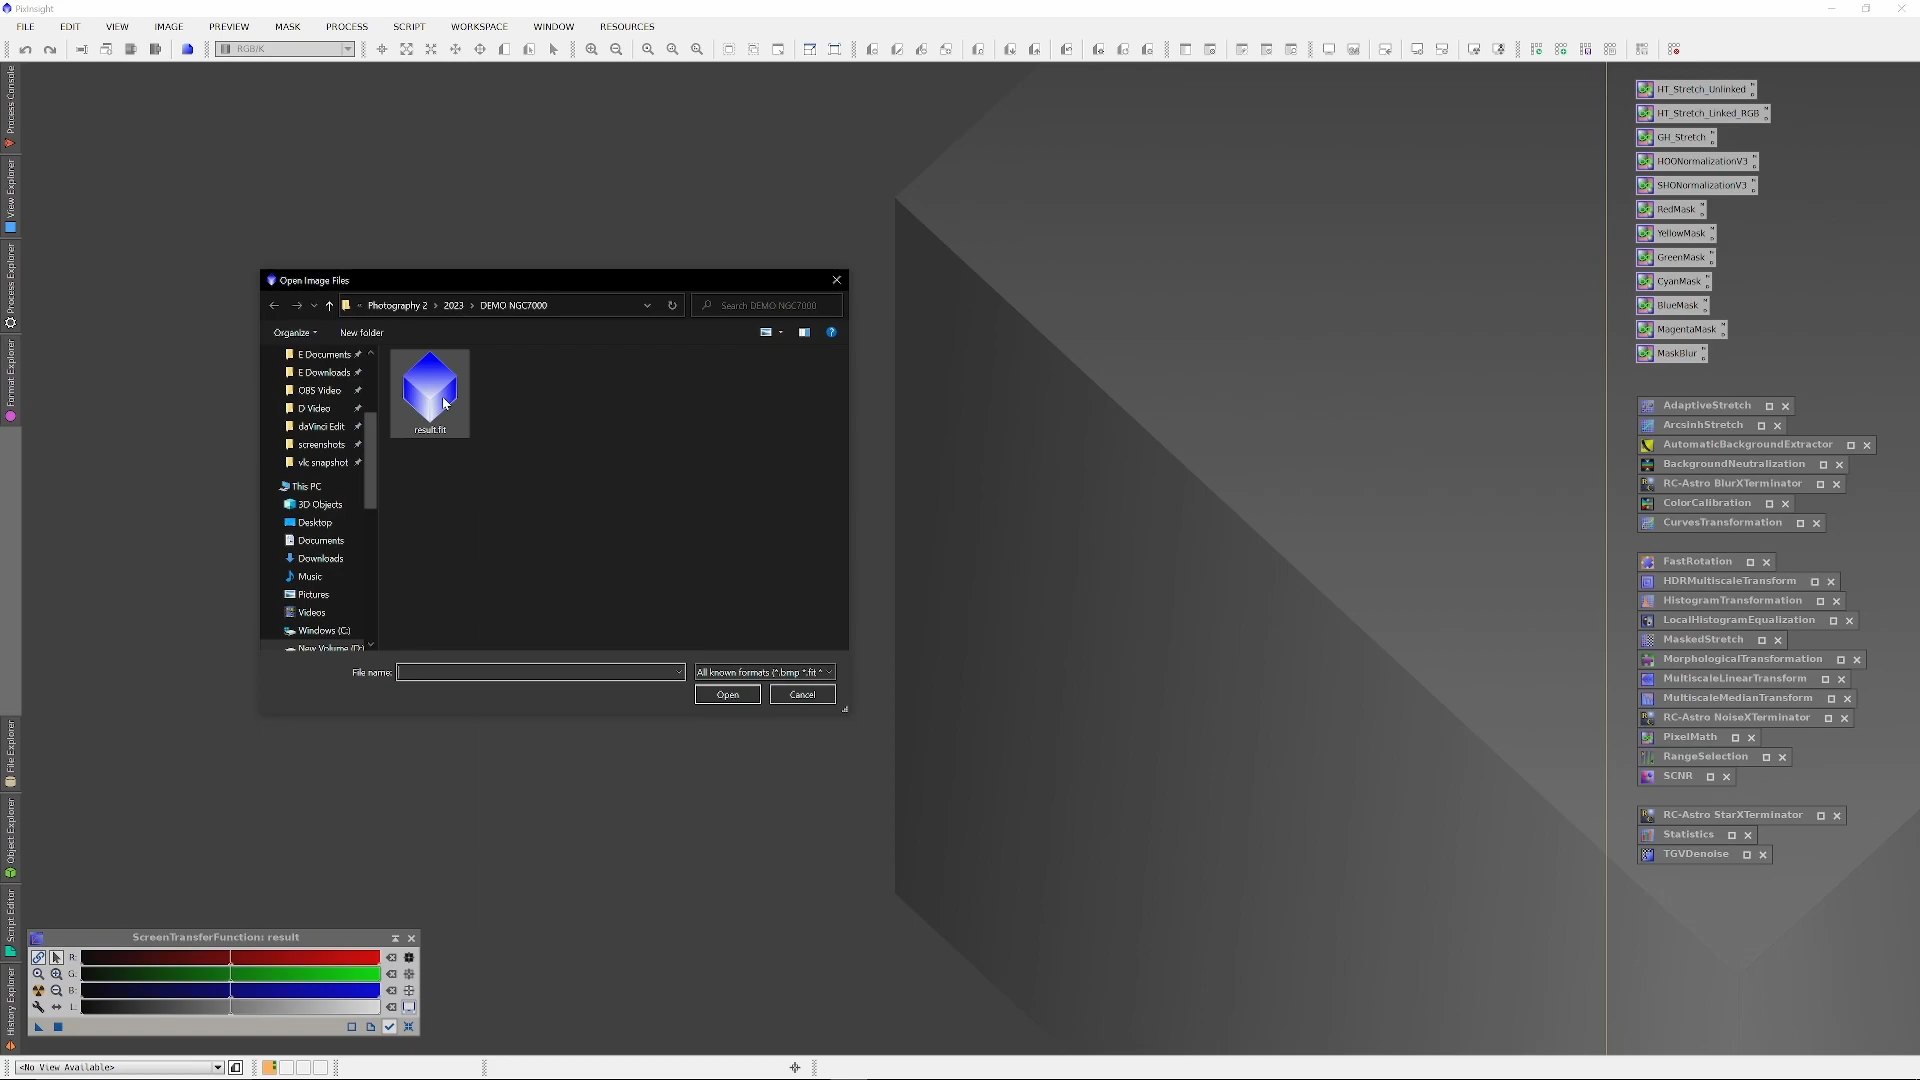 PixInsight
FILE EDIT VIEW IMAGE PREVIEW MASK PROCESS SCRIPT WORKSPACE WINDOW RESOURCES
RGB/K
Process Console
View Explorer
Process Explorer
Format Explorer
File Explorer
Object Explorer
Script Editor
History Explorer
Open Image Files
Photography 2 › 2023 › DEMO NGC7000
Search DEMO NGC7000
Organize
New folder
E Documents
E Downloads
OBS Video
D Video
daVinci Edit
screenshots
vlc snapshot
This PC
3D Objects
Desktop
Documents
Downloads
Music
Pictures
Videos
Windows (C:)
New Volume (D:)
result.fit
File name:
All known formats (*.bmp *.fit *
Open
Cancel
HT_Stretch_Unlinked
HT_Stretch_Linked_RGB
GH_Stretch
HOONormalizationV3
SHONormalizationV3
RedMask
YellowMask
GreenMask
CyanMask
BlueMask
MagentaMask
MaskBlur
AdaptiveStretch
ArcsinhStretch
AutomaticBackgroundExtractor
BackgroundNeutralization
RC-Astro BlurXTerminator
ColorCalibration
CurvesTransformation
FastRotation
HDRMultiscaleTransform
HistogramTransformation
LocalHistogramEqualization
MaskedStretch
MorphologicalTransformation
MultiscaleLinearTransform
MultiscaleMedianTransform
RC-Astro NoiseXTerminator
PixelMath
RangeSelection
SCNR
RC-Astro StarXTerminator
Statistics
TGVDenoise
ScreenTransferFunction: result
R:
G:
B:
L:
<No View Available>